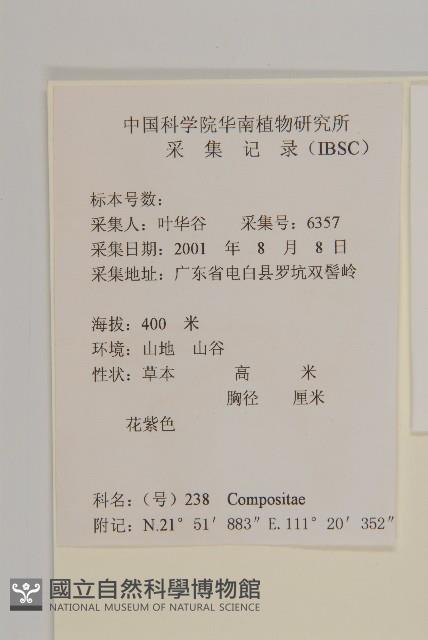 中国科学院华南植物研究所
采 集 记 录（IBSC）
标本号数：
采集人：叶华谷 采集号：6357
采集日期：2001 年 8 月 8 日
采集地址：广东省电白县罗坑双髻岭
海拔：400 米
环境：山地 山谷
性状：草本 高 米
胸径 厘米
花紫色
科名：（号）238 Compositae
附记：N.21° 51′ 883″ E.111° 20′ 352″
國立自然科學博物館
NATIONAL MUSEUM OF NATURAL SCIENCE